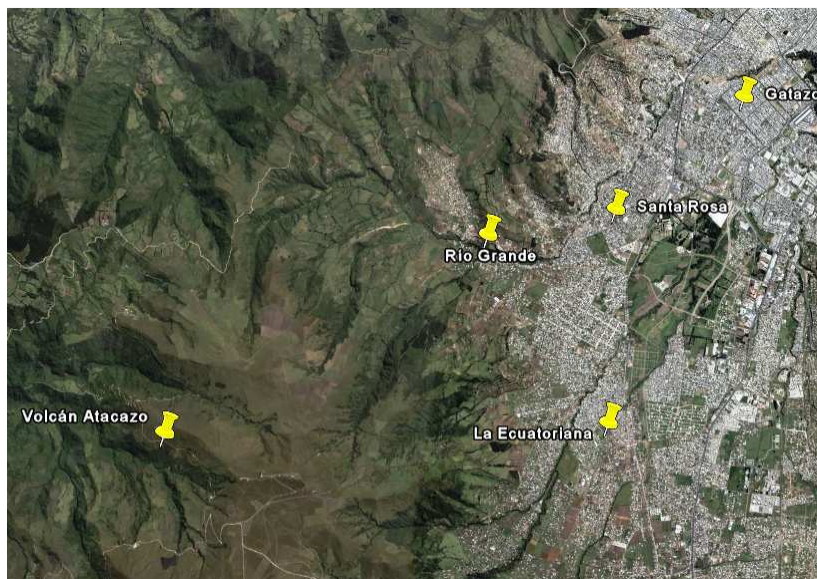 Gatazo
Santa Rosa
Río Grande
Volcán Atacazo
La Ecuatoriana